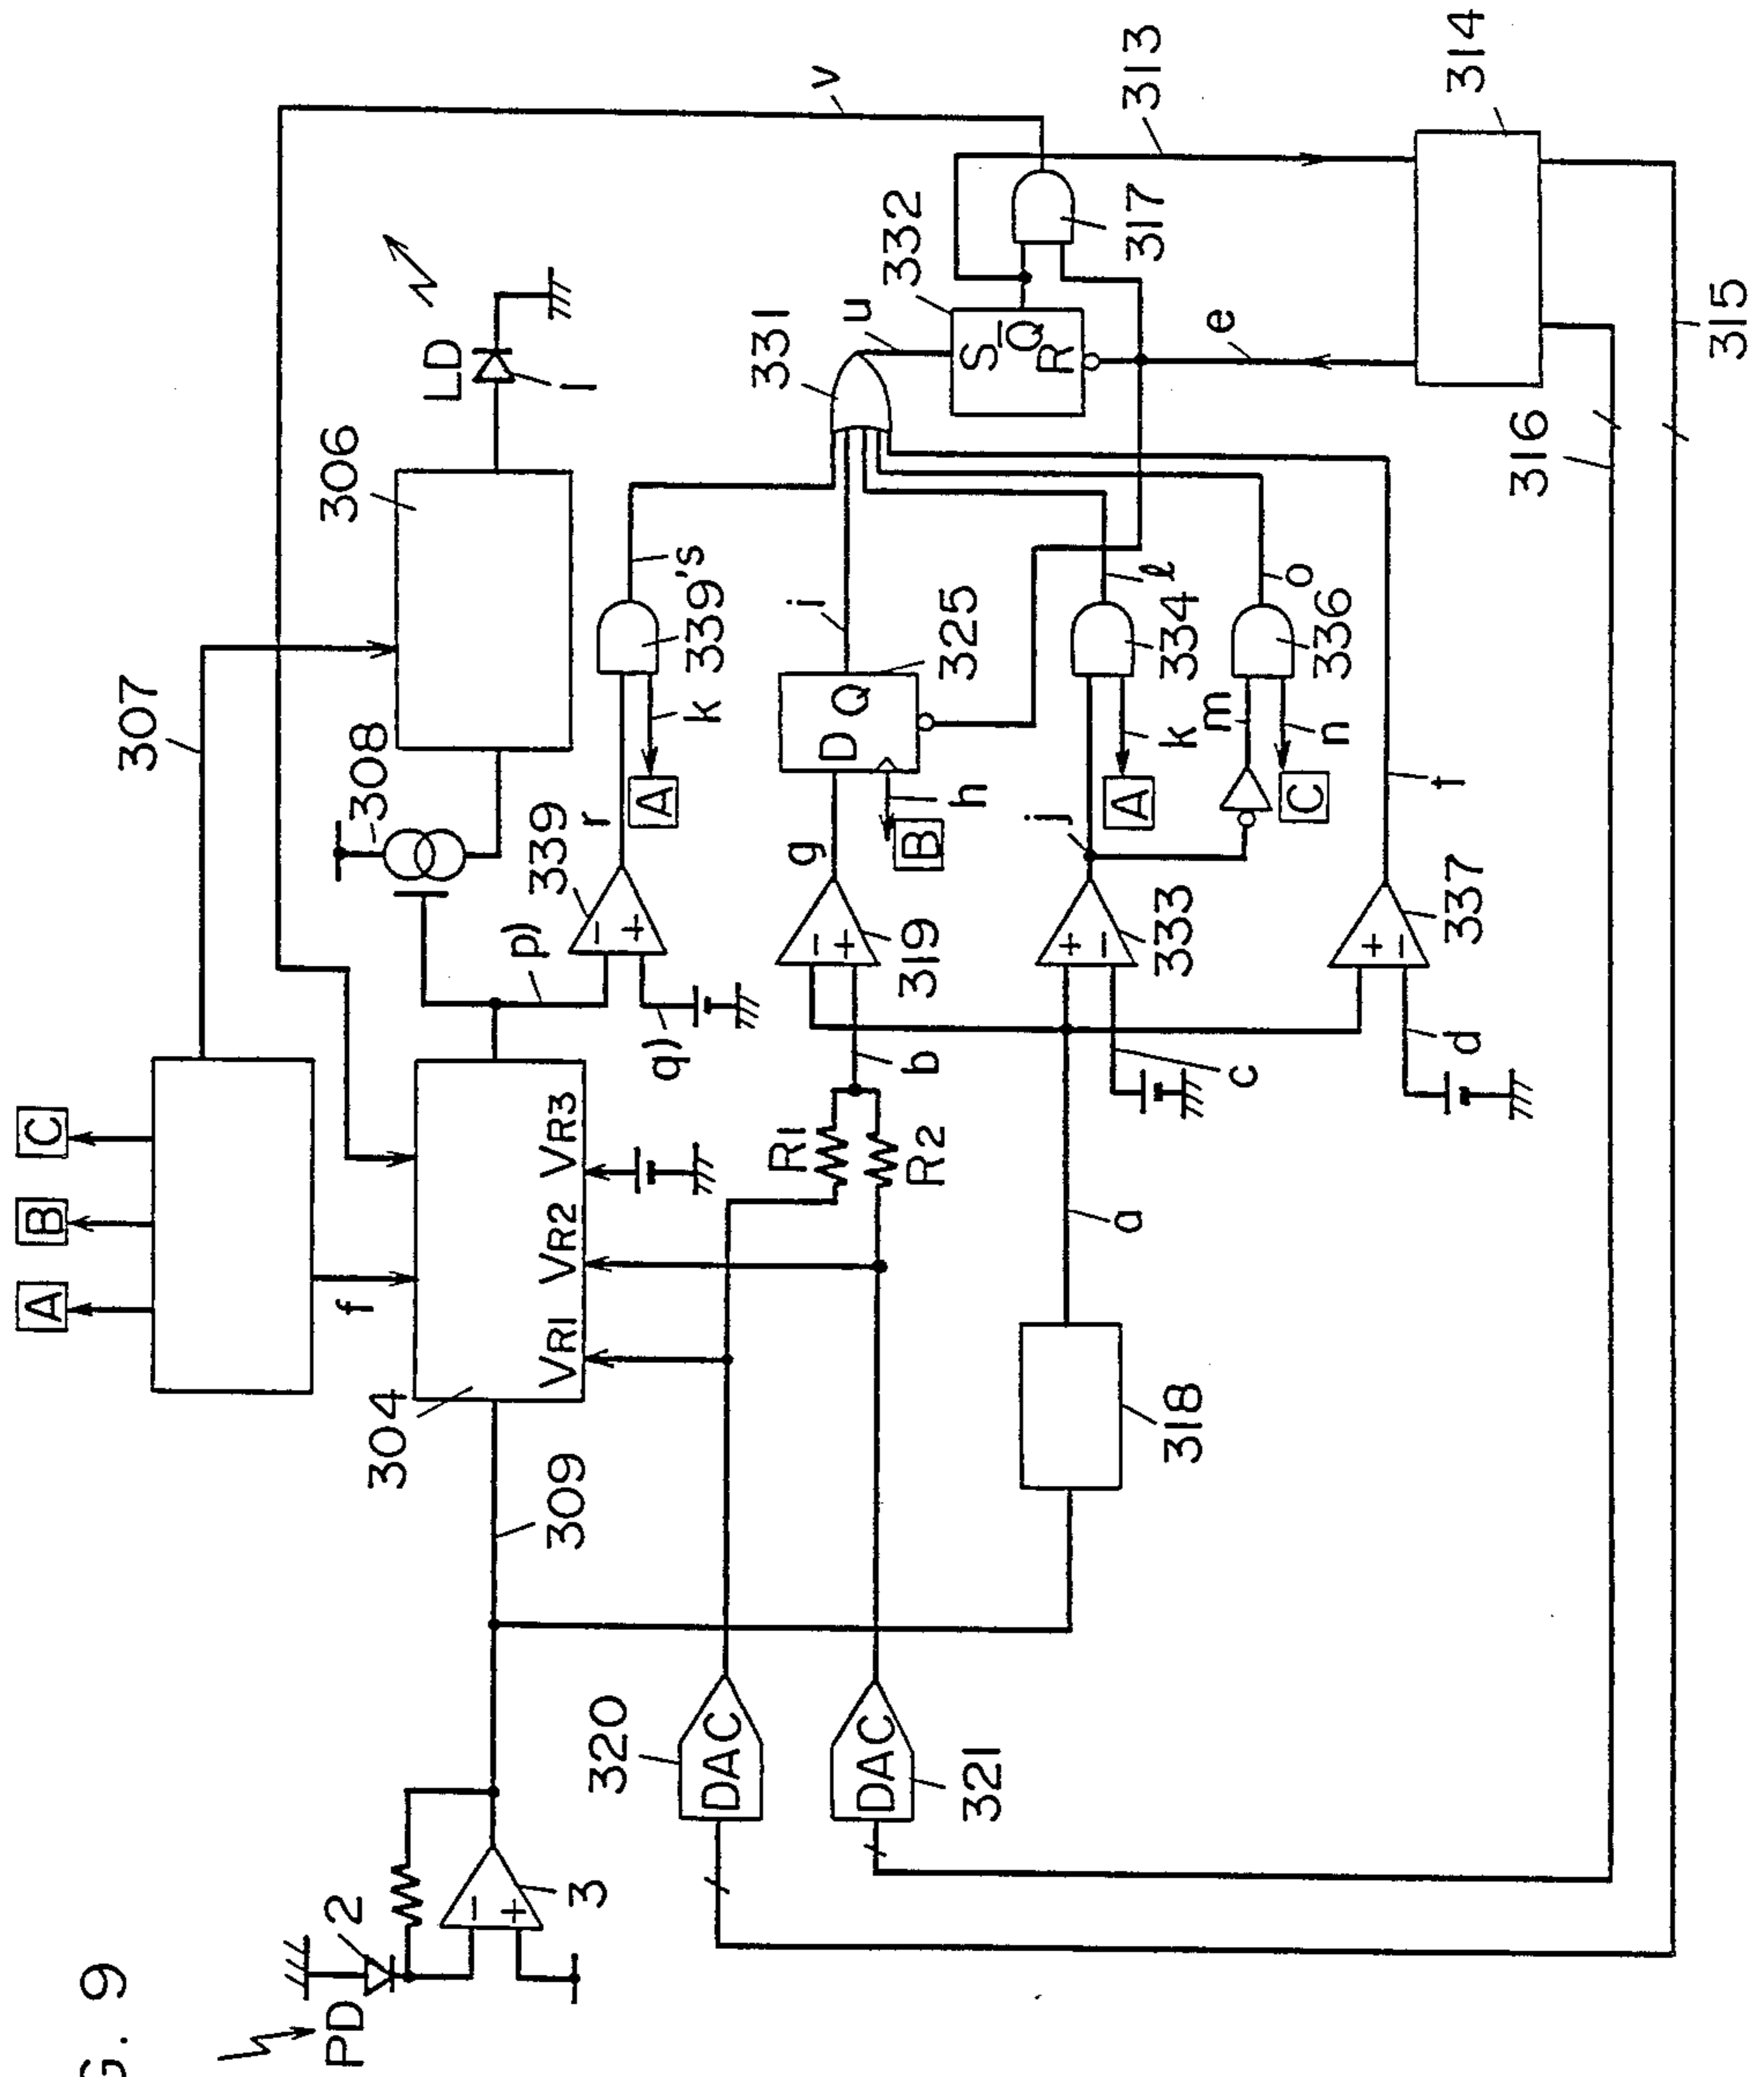 FIG. 9
A
B
C
307
f
304
VR1
VR2
VR3
309
308
306
LD
1
PD
2
−
+
3
p)
q)
339
−
+
r
339'
s
k
A
v
320
DAC
321
DAC
R1
R2
b
g
−
+
319
D
Q
325
h
B
i
331
u
332
S
Q̄
R
317
313
314
e
315
316
318
a
c
d
+
−
333
j
k
A
334
ℓ
m
n
C
336
o
+
−
337
t